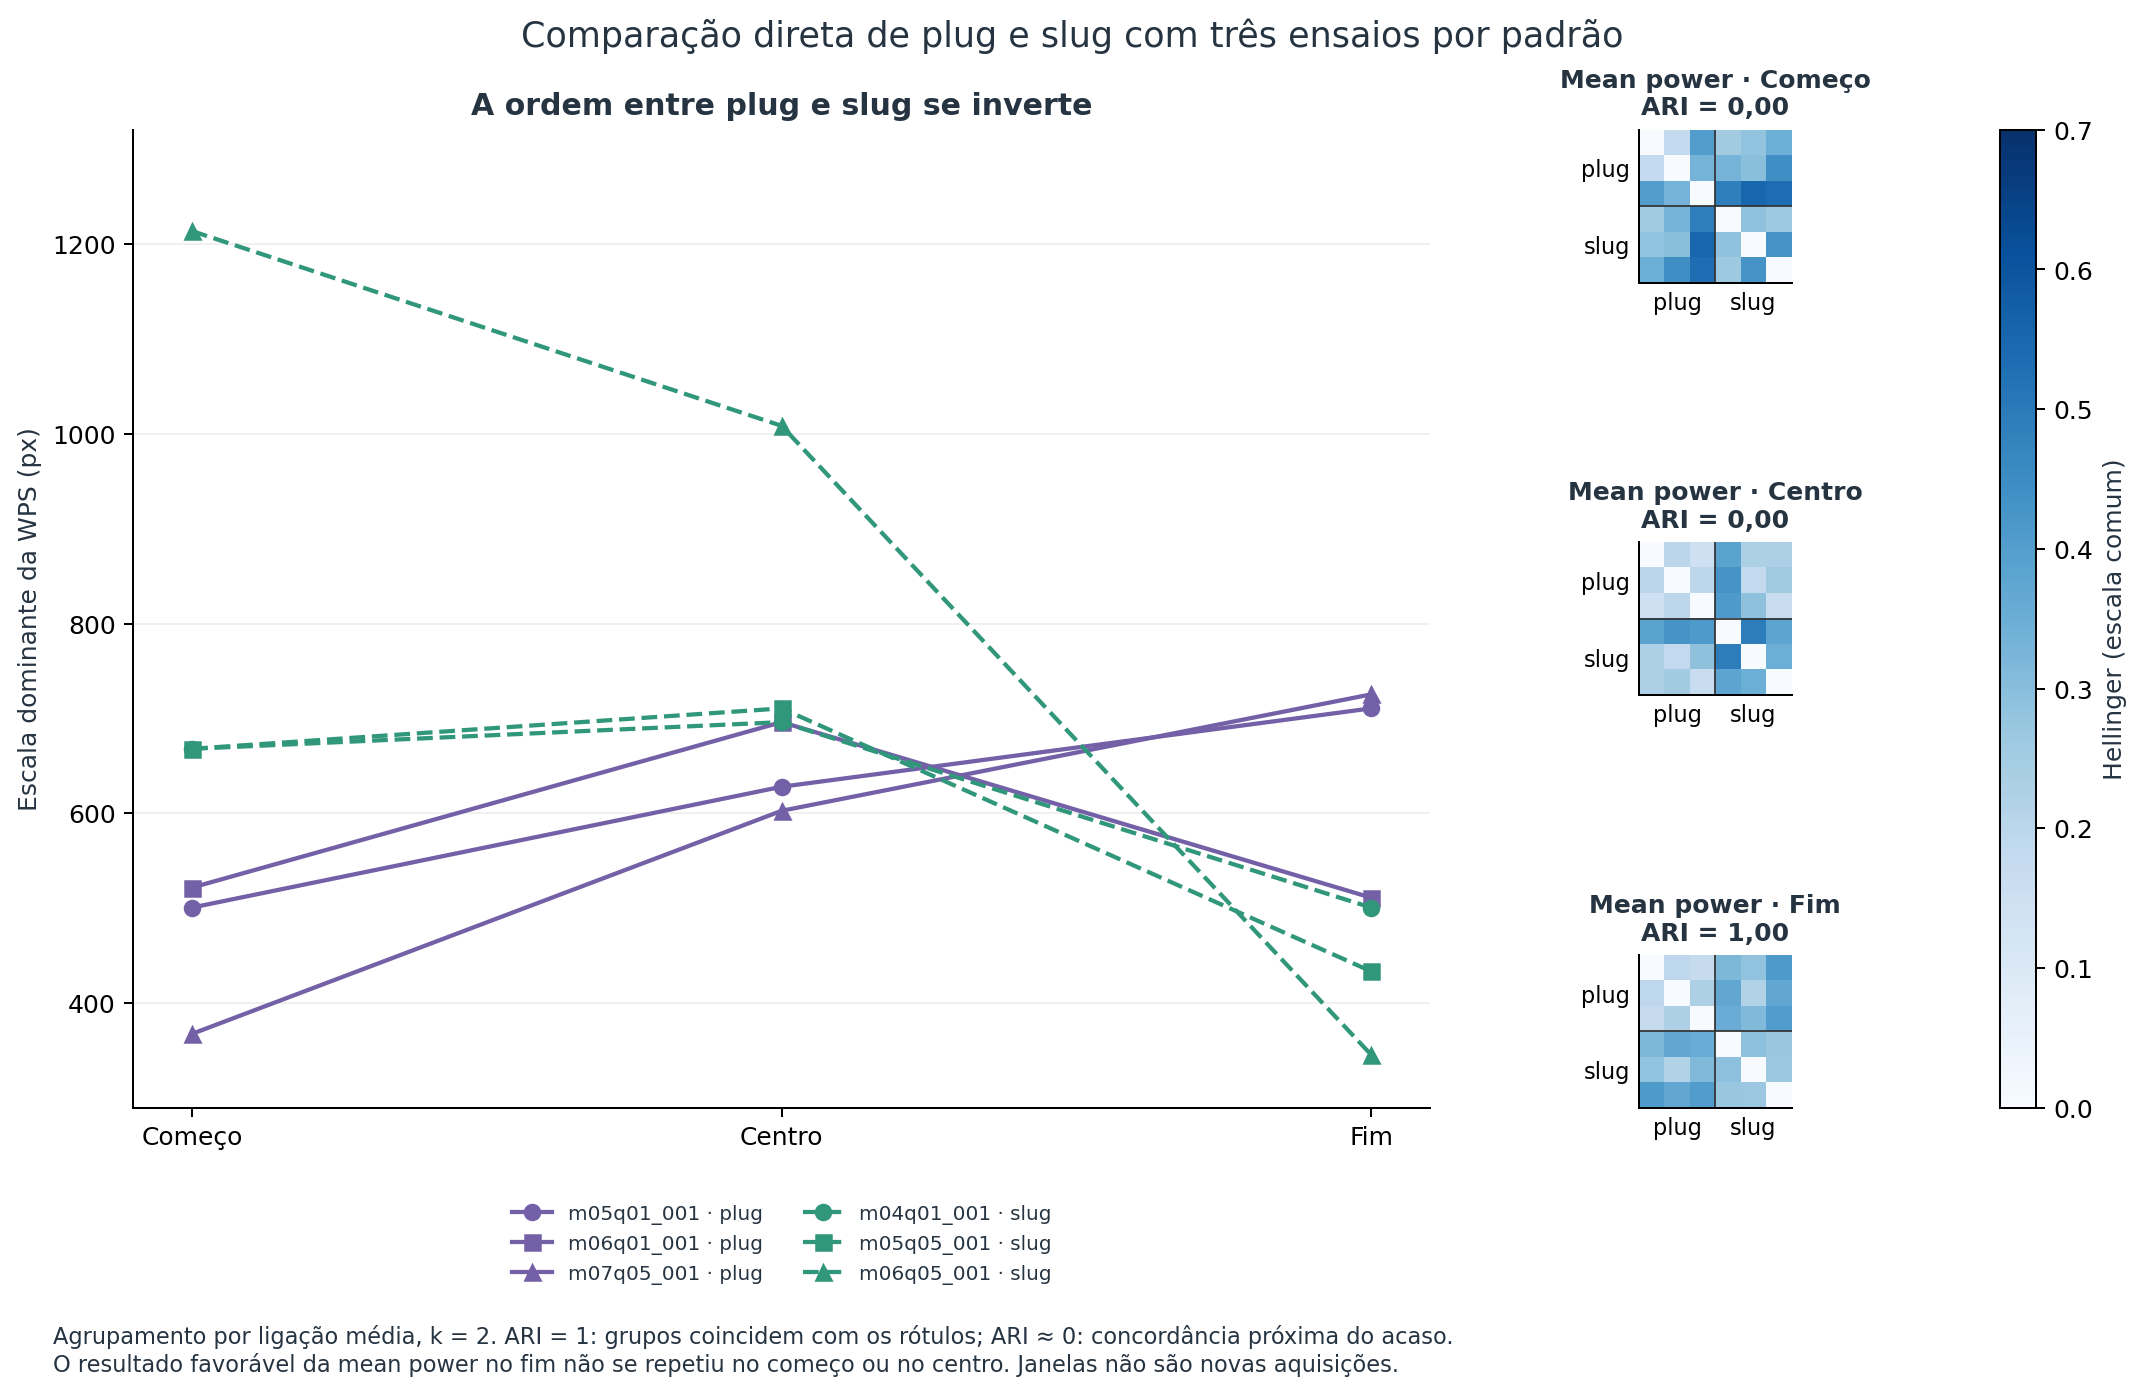 Comparação direta de plug e slug com três ensaios por padrão
A ordem entre plug e slug se inverte
Escala dominante da WPS (px)
1200
1000
800
600
400
Começo
Centro
Fim
m05q01_001 · plug
m06q01_001 · plug
m07q05_001 · plug
m04q01_001 · slug
m05q05_001 · slug
m06q05_001 · slug
Mean power · Começo
ARI = 0,00
plug
slug
plug
slug
Mean power · Centro
ARI = 0,00
plug
slug
plug
slug
Mean power · Fim
ARI = 1,00
plug
slug
plug
slug
0.7
0.6
0.5
0.4
0.3
0.2
0.1
0.0
Hellinger (escala comum)
Agrupamento por ligação média, k = 2. ARI = 1: grupos coincidem com os rótulos; ARI ≈ 0: concordância próxima do acaso.
O resultado favorável da mean power no fim não se repetiu no começo ou no centro. Janelas não são novas aquisições.